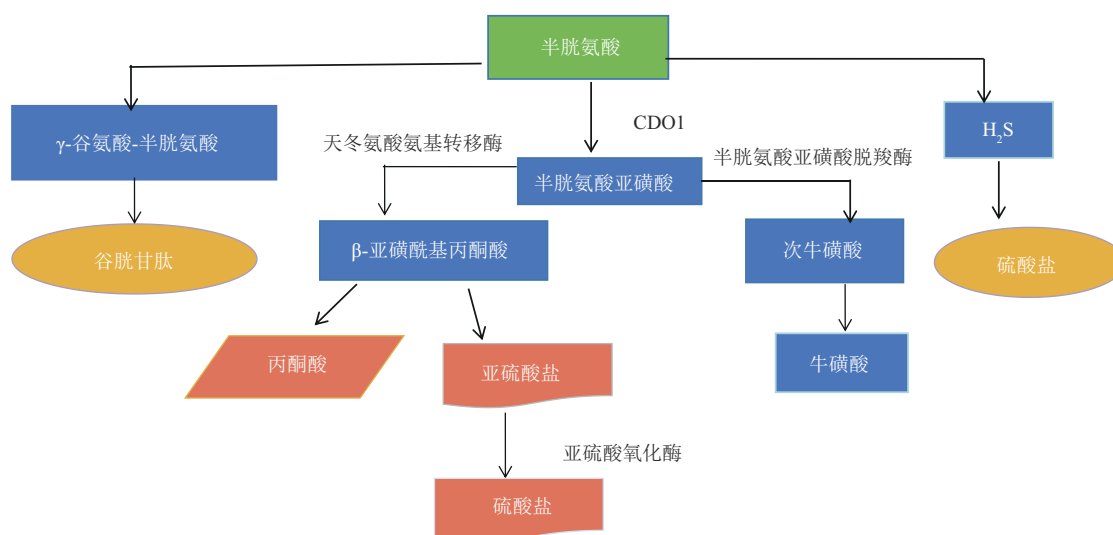 半胱氨酸
γ-谷氨酸-半胱氨酸
CDO1
H₂S
天冬氨酸氨基转移酶
半胱氨酸亚磺酸脱羧酶
半胱氨酸亚磺酸
谷胱甘肽
β-亚磺酰基丙酮酸
次牛磺酸
硫酸盐
丙酮酸
亚硫酸盐
牛磺酸
亚硫酸氧化酶
硫酸盐